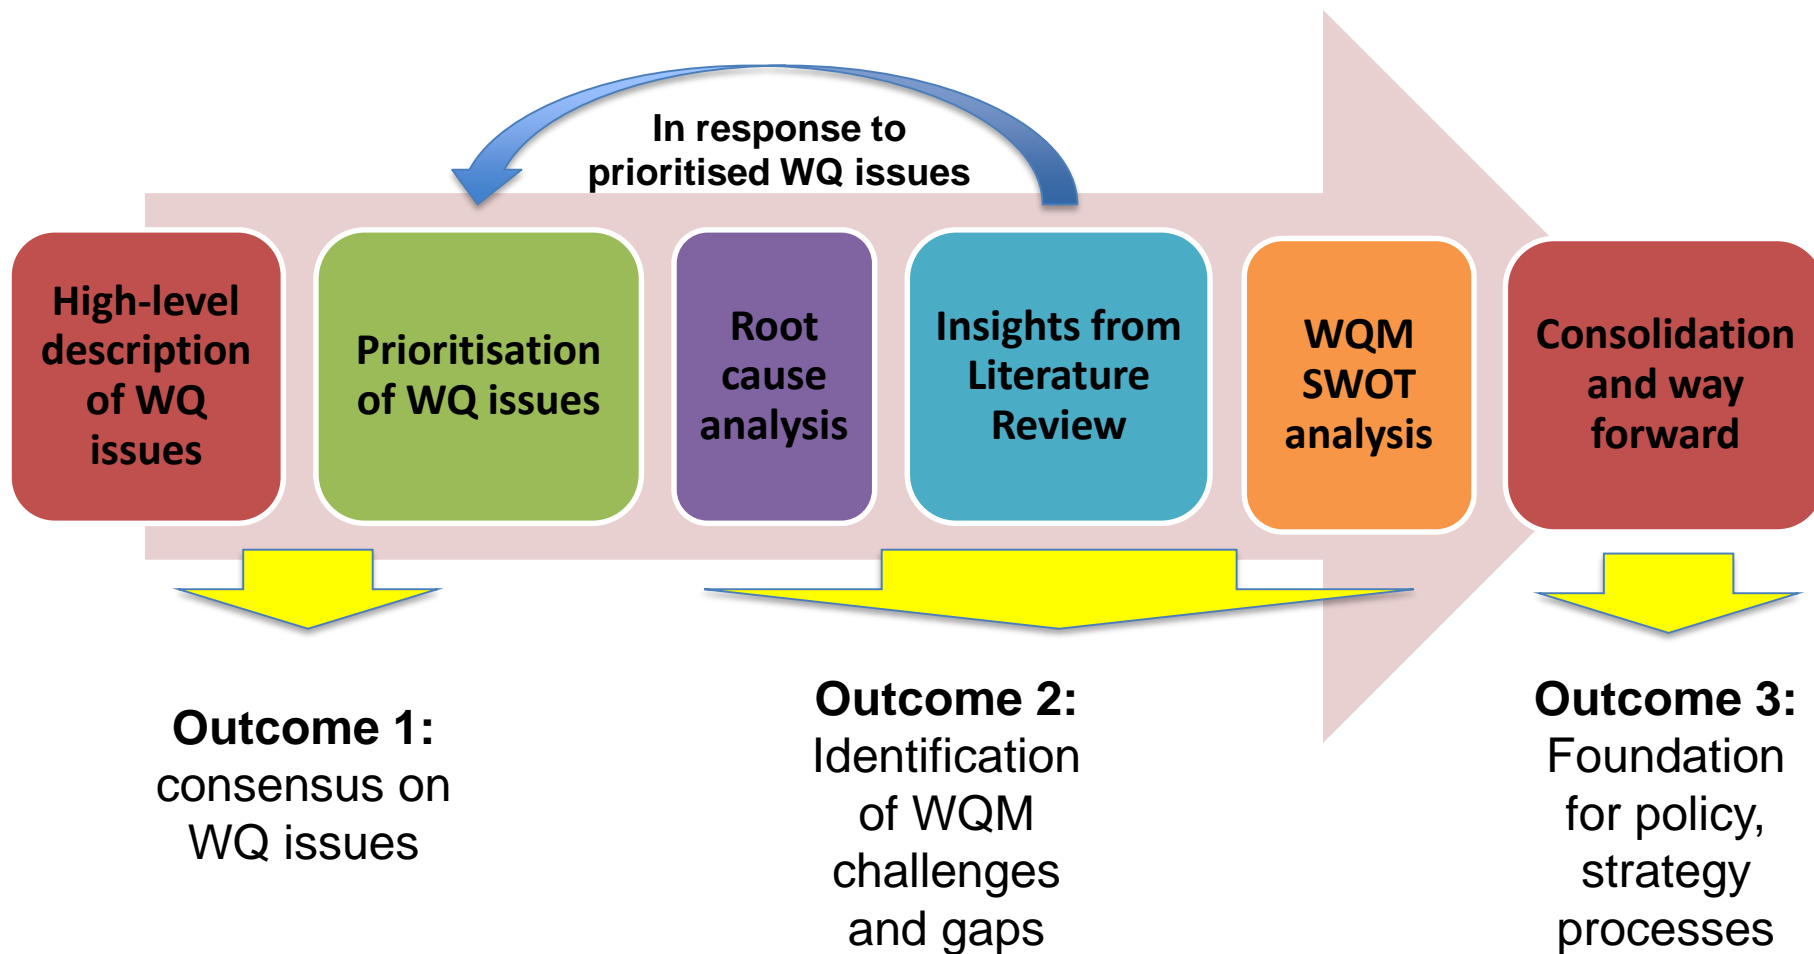 In response to
prioritised WQ issues
High-level
description
of WQ
issues
Prioritisation
of WQ issues
Root
cause
analysis
Insights from
Literature
Review
WQM
SWOT
analysis
Consolidation
and way
forward
Outcome 1:
consensus on
WQ issues
Outcome 2:
Identification
of WQM
challenges
and gaps
Outcome 3:
Foundation
for policy,
strategy
processes